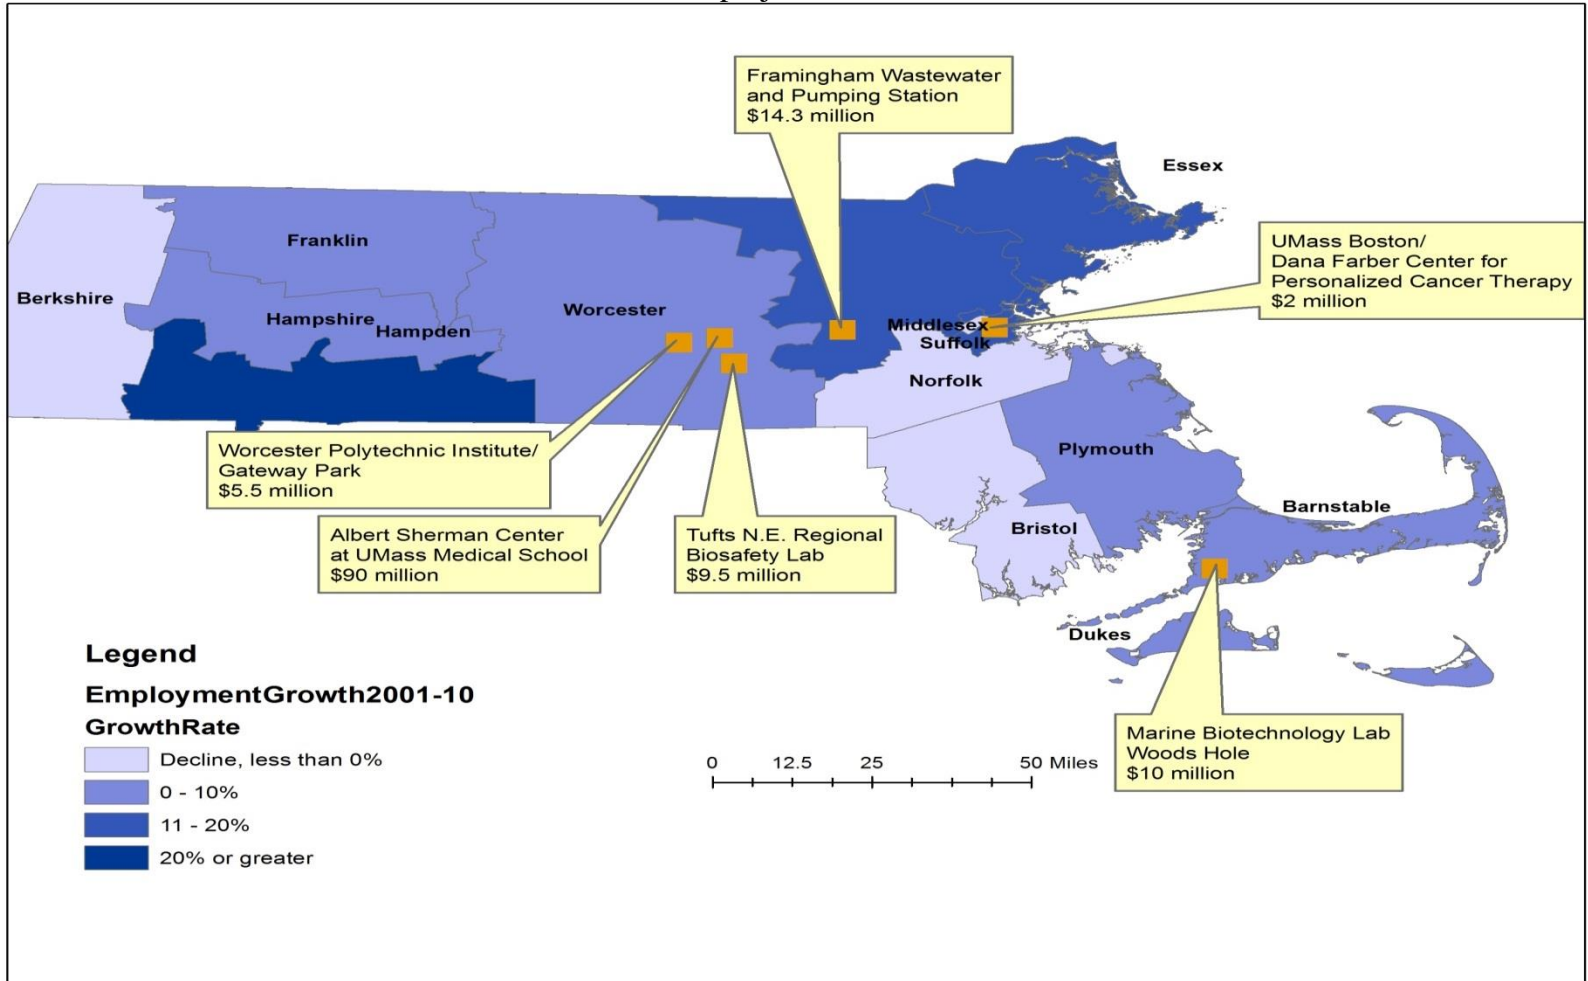 Framingham Wastewater
and Pumping Station
$14.3 million
Essex
UMass Boston/
Dana Farber Center for
Personalized Cancer Therapy
$2 million
Franklin
Berkshire
Hampshire
Hampden
Worcester
Middlesex
Suffolk
Norfolk
Plymouth
Barnstable
Bristol
Dukes
Worcester Polytechnic Institute/
Gateway Park
$5.5 million
Albert Sherman Center
at UMass Medical School
$90 million
Tufts N.E. Regional
Biosafety Lab
$9.5 million
Marine Biotechnology Lab
Woods Hole
$10 million
Legend
EmploymentGrowth2001-10
GrowthRate
Decline, less than 0%
0 - 10%
11 - 20%
20% or greater
0 12.5 25 50 Miles